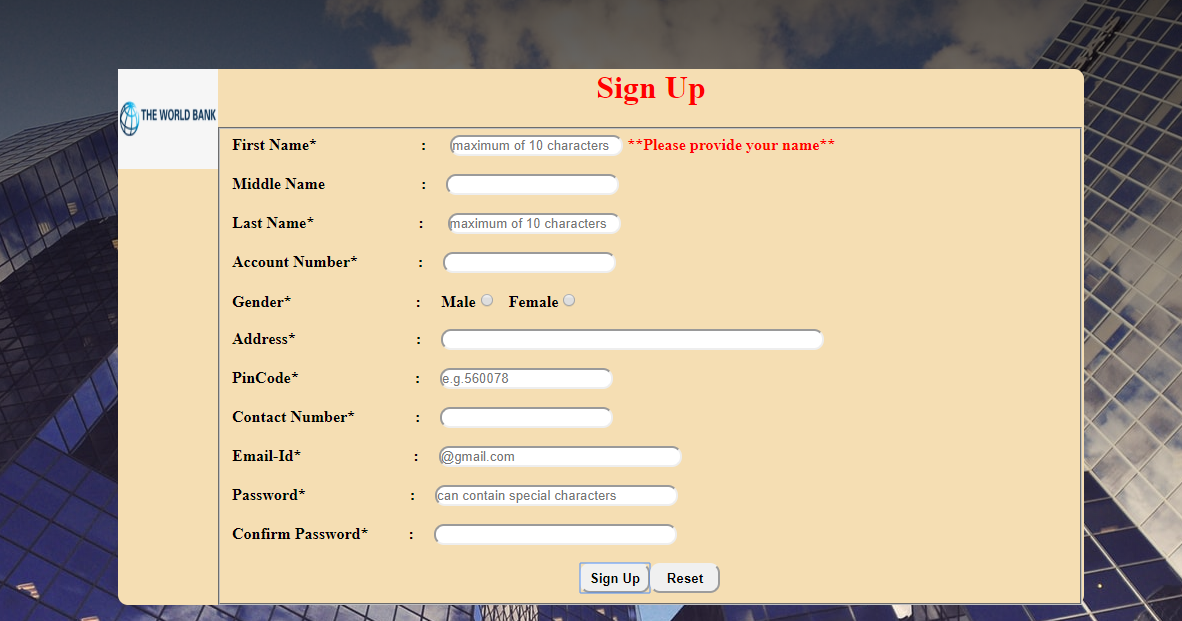 Sign Up
THE WORLD BANK
First Name* : maximum of 10 characters **Please provide your name**
Middle Name :
Last Name* : maximum of 10 characters
Account Number* :
Gender* : Male Female
Address* :
PinCode* : e.g.560078
Contact Number* :
Email-Id* : @gmail.com
Password* : can contain special characters
Confirm Password* :
Sign Up Reset